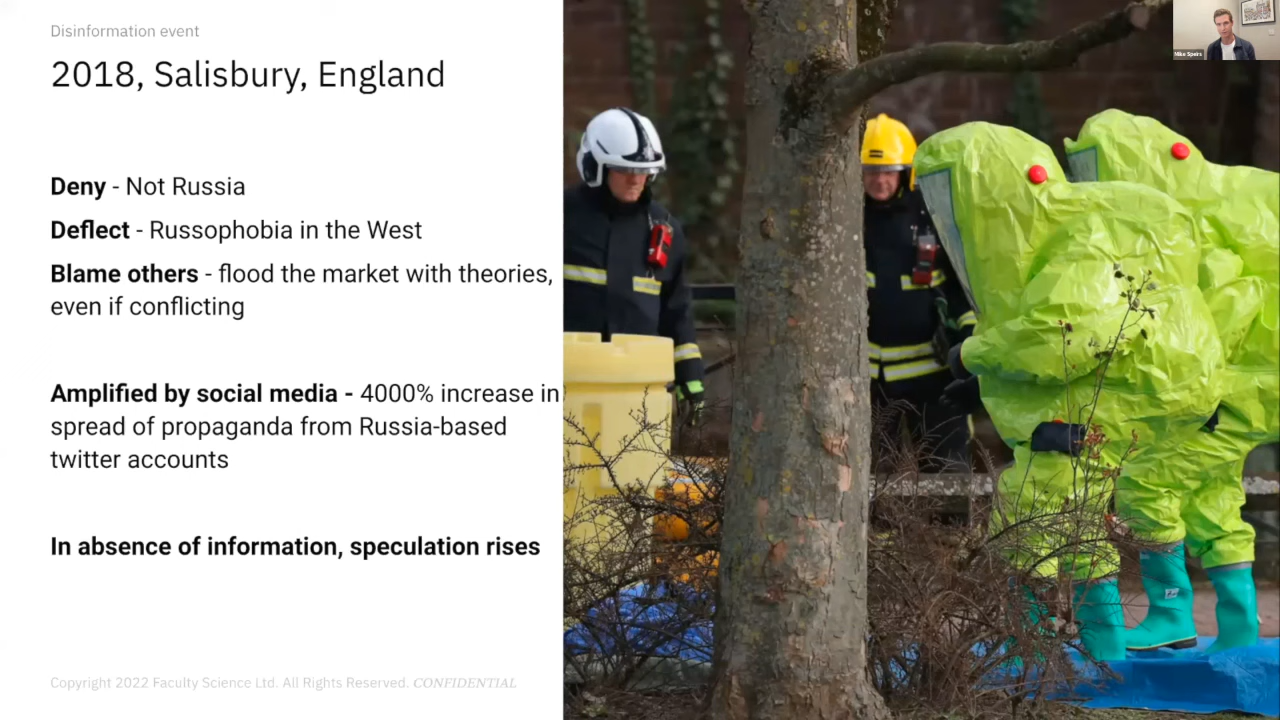 Disinformation event
2018, Salisbury, England
Deny - Not Russia
Deflect - Russophobia in the West
Blame others - flood the market with theories,
even if conflicting
Amplified by social media - 4000% increase in
spread of propaganda from Russia-based
twitter accounts
In absence of information, speculation rises
Copyright 2022 Faculty Science Ltd. All Rights Reserved. CONFIDENTIAL
Mike Speirs